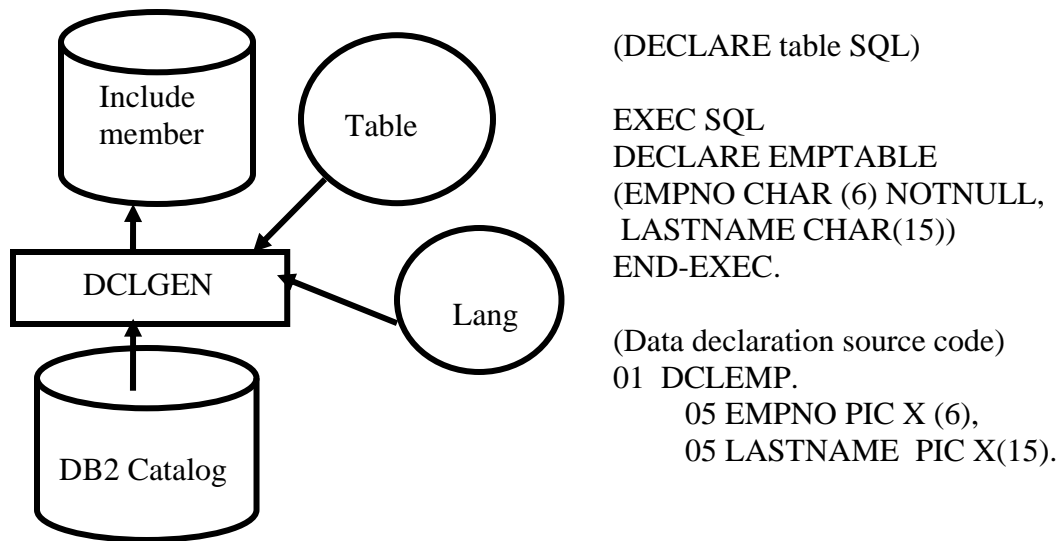 Include
member
Table
DCLGEN
Lang
DB2 Catalog
(DECLARE table SQL)
EXEC SQL
DECLARE EMPTABLE
(EMPNO CHAR (6) NOTNULL,
LASTNAME CHAR(15))
END-EXEC.
(Data declaration source code)
01 DCLEMP.
05 EMPNO PIC X (6),
05 LASTNAME PIC X(15).